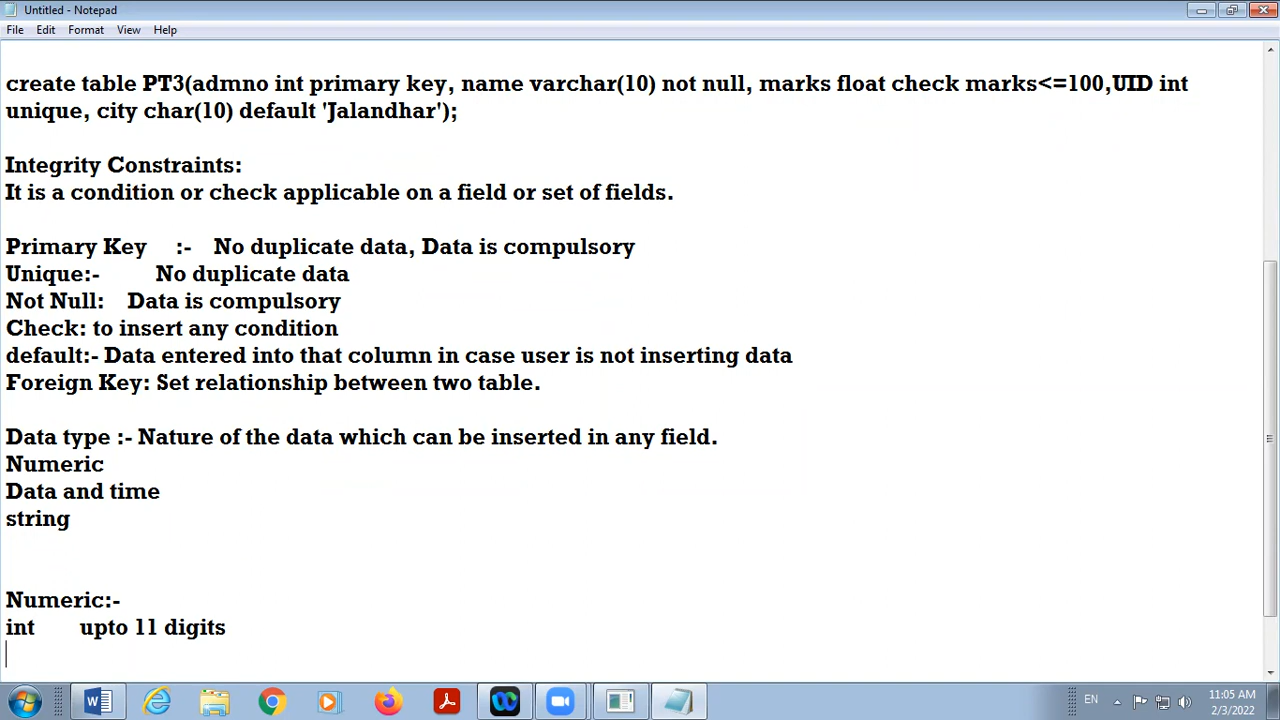 Untitled - Notepad
File Edit Format View Help
create table PT3(admno int primary key, name varchar(10) not null, marks float check marks<=100,UID int
unique, city char(10) default 'Jalandhar');
Integrity Constraints:
It is a condition or check applicable on a field or set of fields.
Primary Key :- No duplicate data, Data is compulsory
Unique:- No duplicate data
Not Null: Data is compulsory
Check: to insert any condition
default:- Data entered into that column in case user is not inserting data
Foreign Key: Set relationship between two table.
Data type :- Nature of the data which can be inserted in any field.
Numeric
Data and time
string
Numeric:-
int upto 11 digits
EN
11:05 AM
2/3/2022